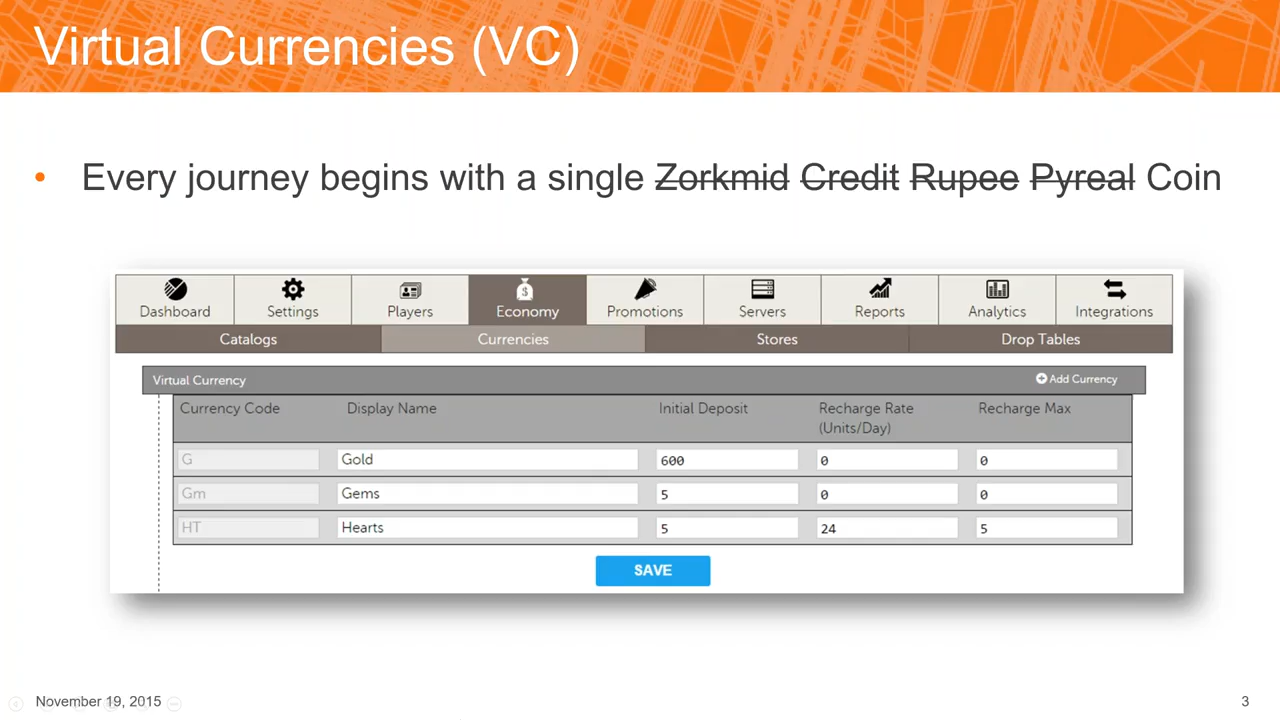 Virtual Currencies (VC)
• Every journey begins with a single Zorkmid Credit Rupee Pyreal Coin
Dashboard Settings Players Economy Promotions Servers Reports Analytics Integrations
Catalogs Currencies Stores Drop Tables
Virtual Currency Add Currency
Currency Code Display Name Initial Deposit Recharge Rate (Units/Day) Recharge Max
G Gold 600 0 0
Gm Gems 5 0 0
HT Hearts 5 24 5
SAVE
November 19, 2015 3